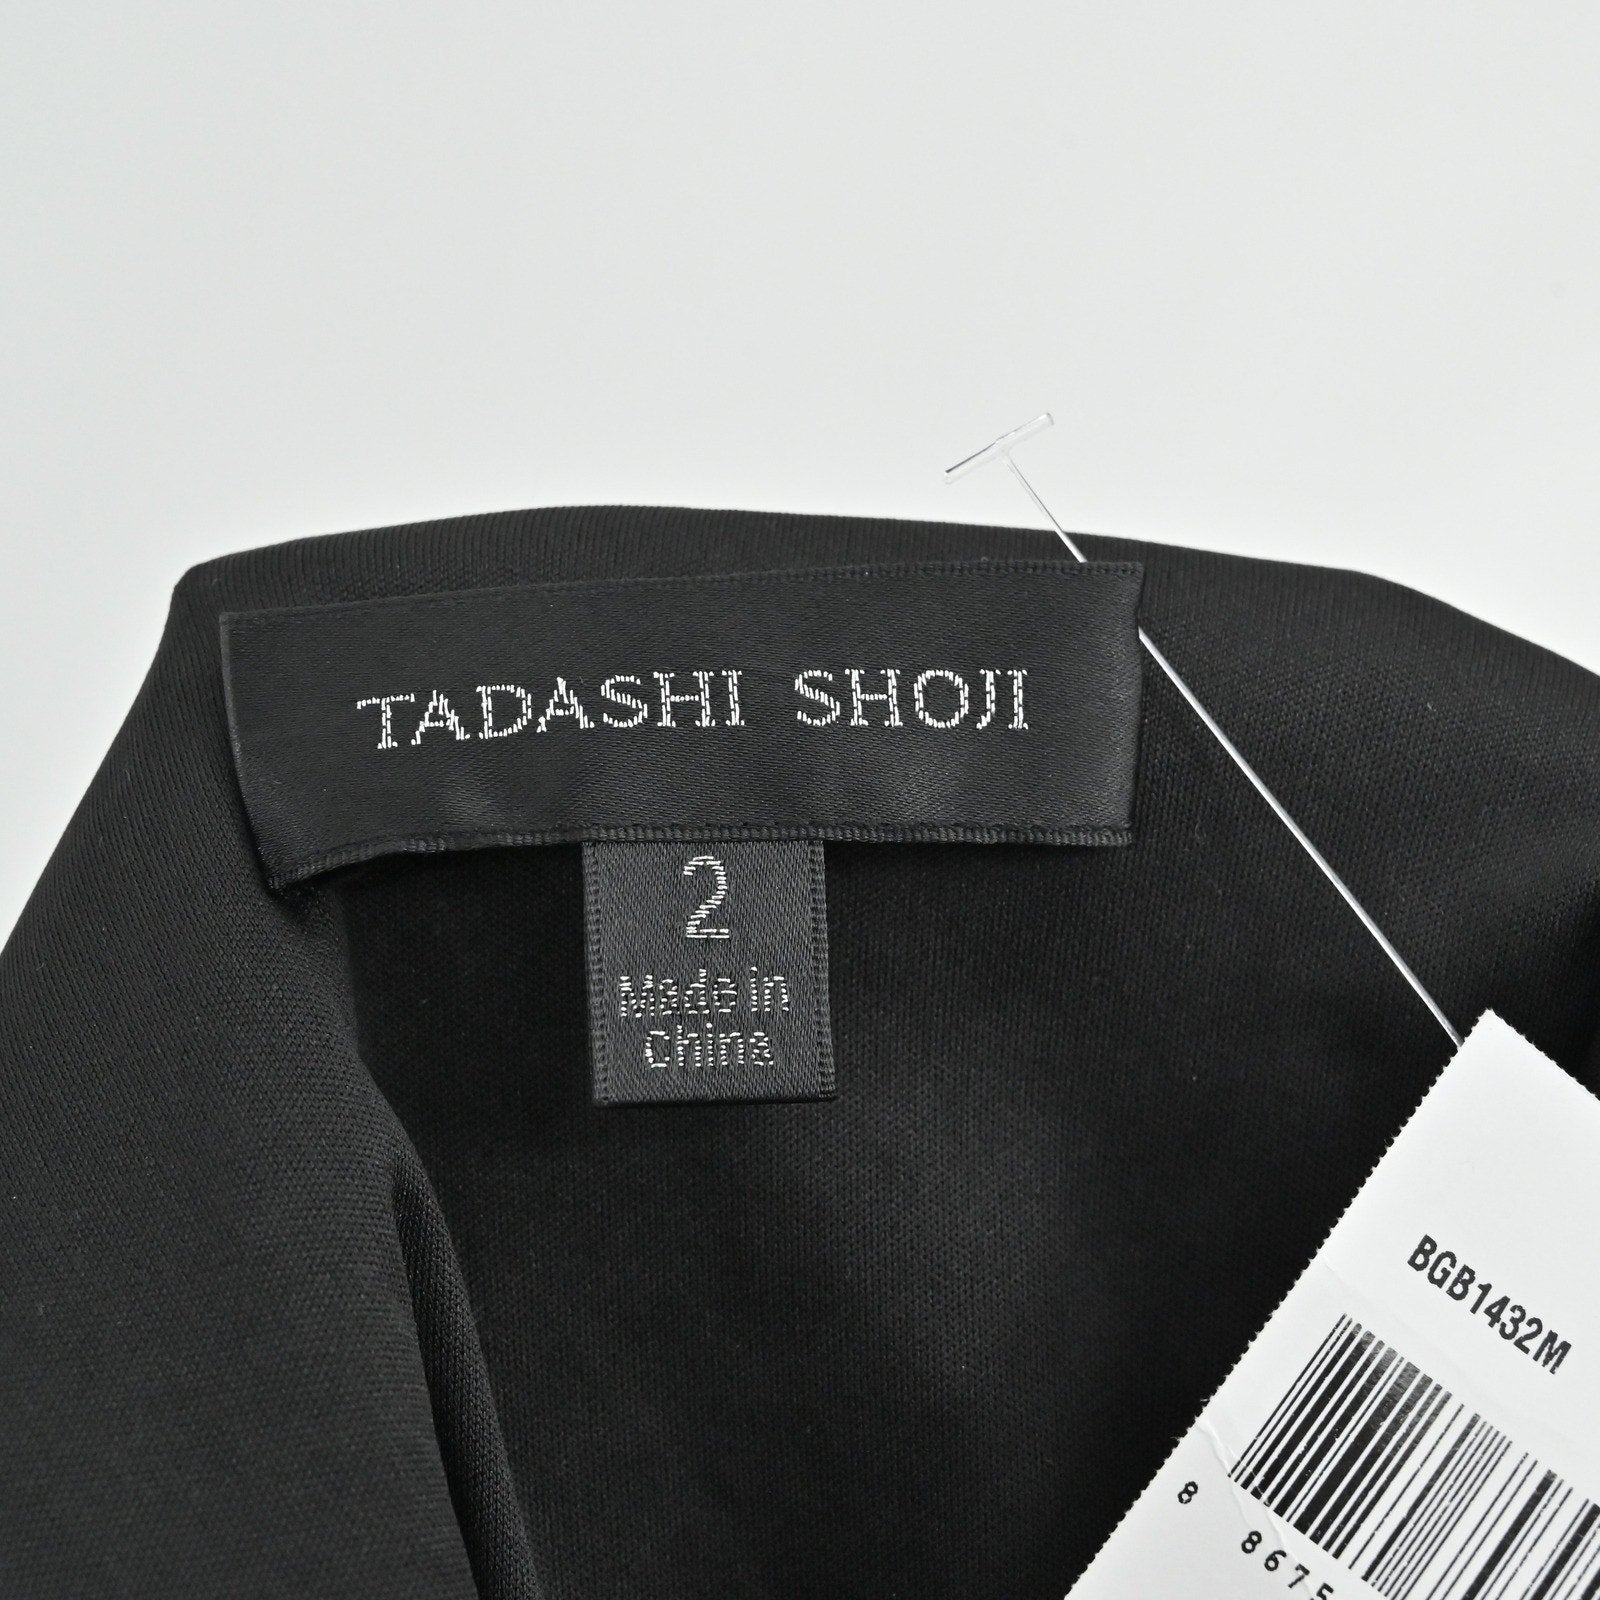 TADASHI SHOJI
2
Made in
China
BGB1432M
8 8675